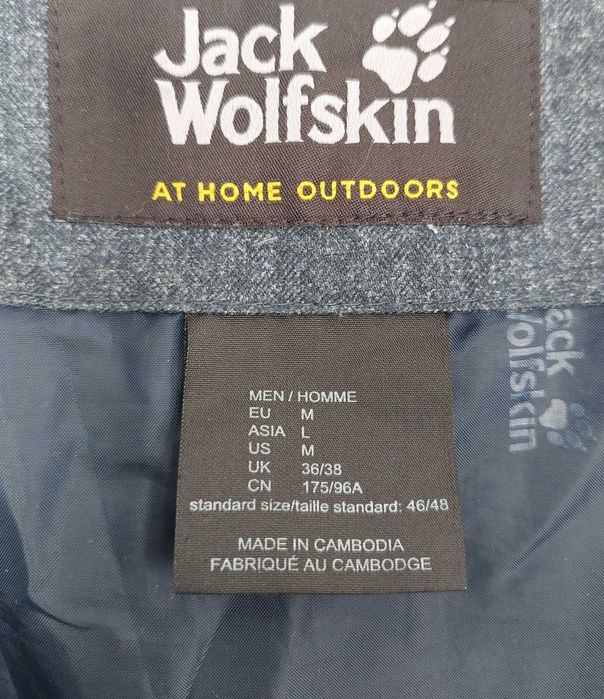 Jack
Wolfskin
AT HOME OUTDOORS
Jack
Wolfskin
MEN / HOMME
EU M
ASIA L
US M
UK 36/38
CN 175/96A
standard size/taille standard: 46/48
MADE IN CAMBODIA
FABRIQUÉ AU CAMBODGE